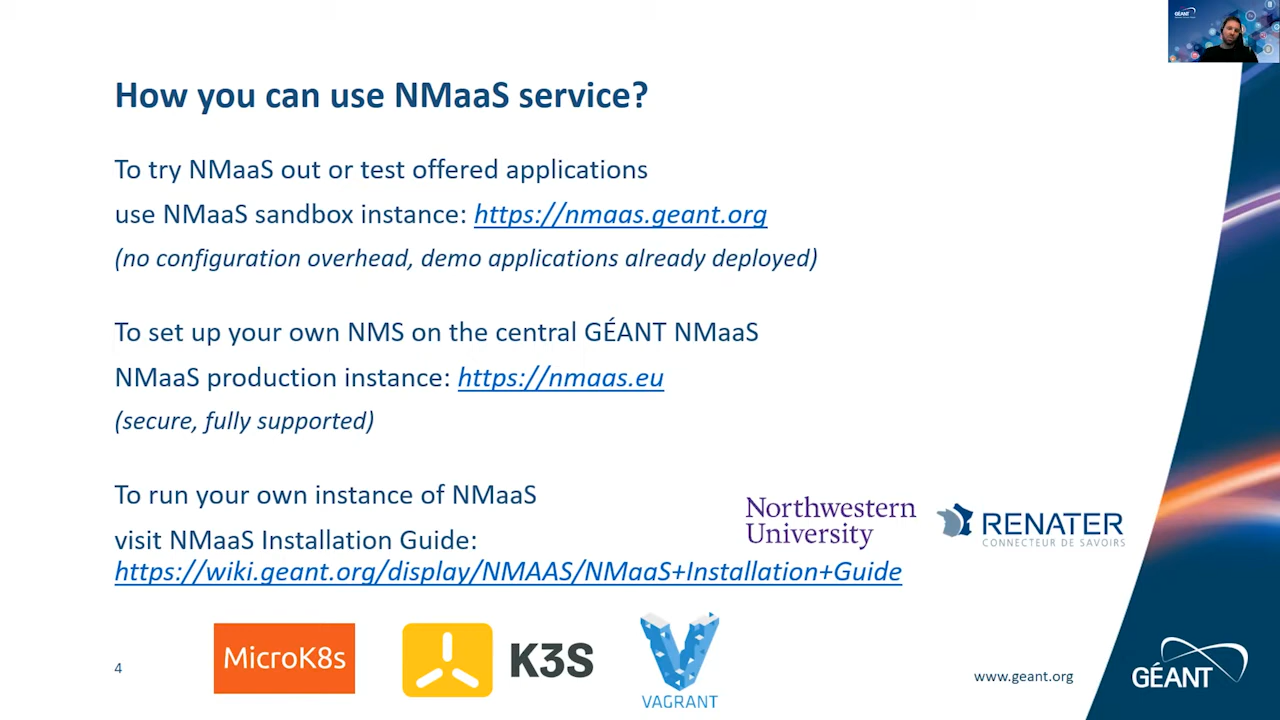 GÉANT
How you can use NMaaS service?
To try NMaaS out or test offered applications
use NMaaS sandbox instance: https://nmaas.geant.org
(no configuration overhead, demo applications already deployed)
To set up your own NMS on the central GÉANT NMaaS
NMaaS production instance: https://nmaas.eu
(secure, fully supported)
To run your own instance of NMaaS
visit NMaaS Installation Guide:
https://wiki.geant.org/display/NMAAS/NMaaS+Installation+Guide
Northwestern
University
RENATER
CONNECTEUR DE SAVOIRS
MicroK8s
K3S
VAGRANT
4
www.geant.org
GÉANT